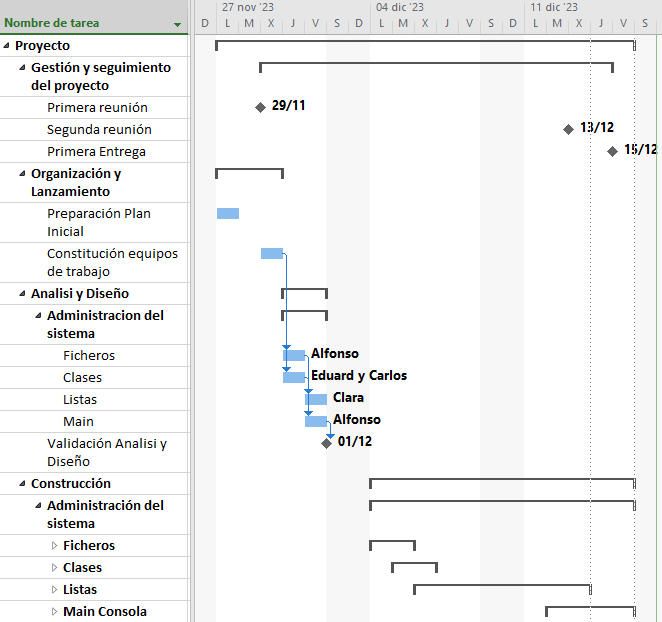 27 nov '23 04 dic '23 11 dic '23
Nombre de tarea
D L M X J V S D L M X J V S D L M X J V S
Proyecto
Gestión y seguimiento
del proyecto
Primera reunión 29/11
Segunda reunión 13/12
Primera Entrega 15/12
Organización y
Lanzamiento
Preparación Plan
Inicial
Constitución equipos
de trabajo
Analisi y Diseño
Administracion del
sistema
Ficheros Alfonso
Clases Eduard y Carlos
Listas Clara
Main Alfonso
Validación Analisi y 01/12
Diseño
Construcción
Administración del
sistema
Ficheros
Clases
Listas
Main Consola